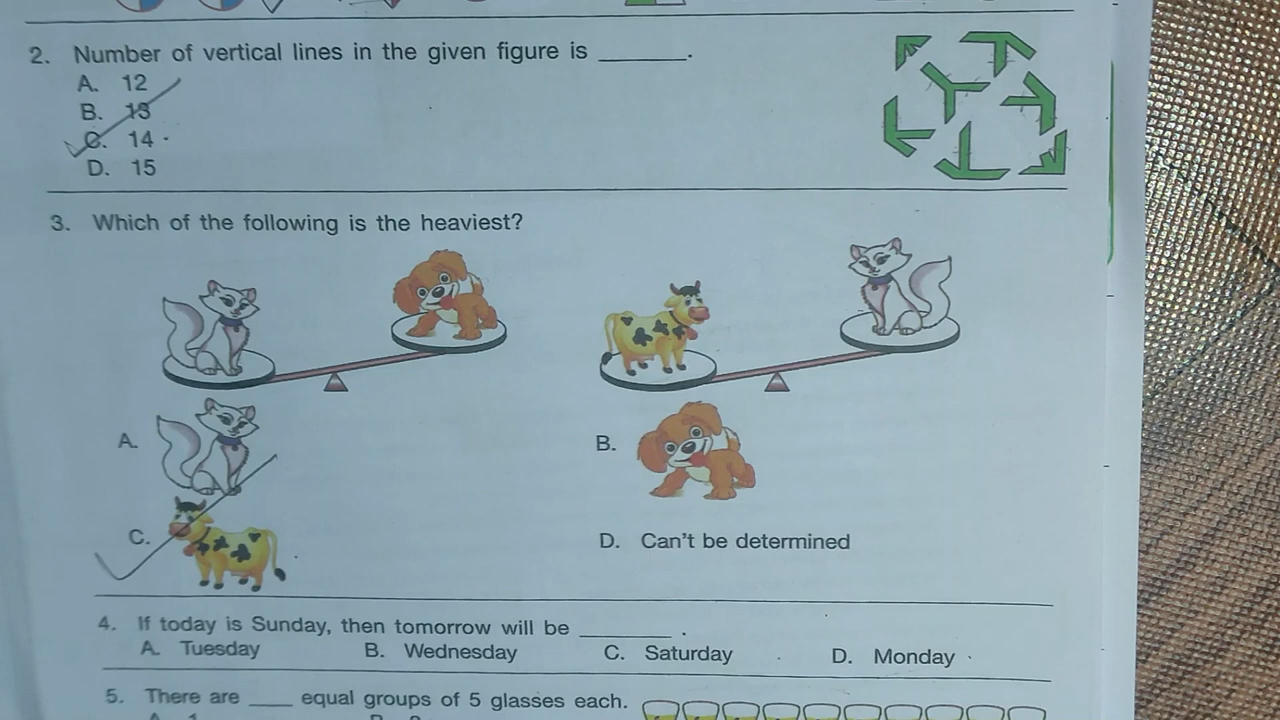 2. Number of vertical lines in the given figure is ______.
A. 12
B. 13
C. 14
D. 15
3. Which of the following is the heaviest?
A.
B.
C.
D. Can't be determined
4. If today is Sunday, then tomorrow will be _______ .
A. Tuesday B. Wednesday C. Saturday D. Monday
5. There are ___ equal groups of 5 glasses each.